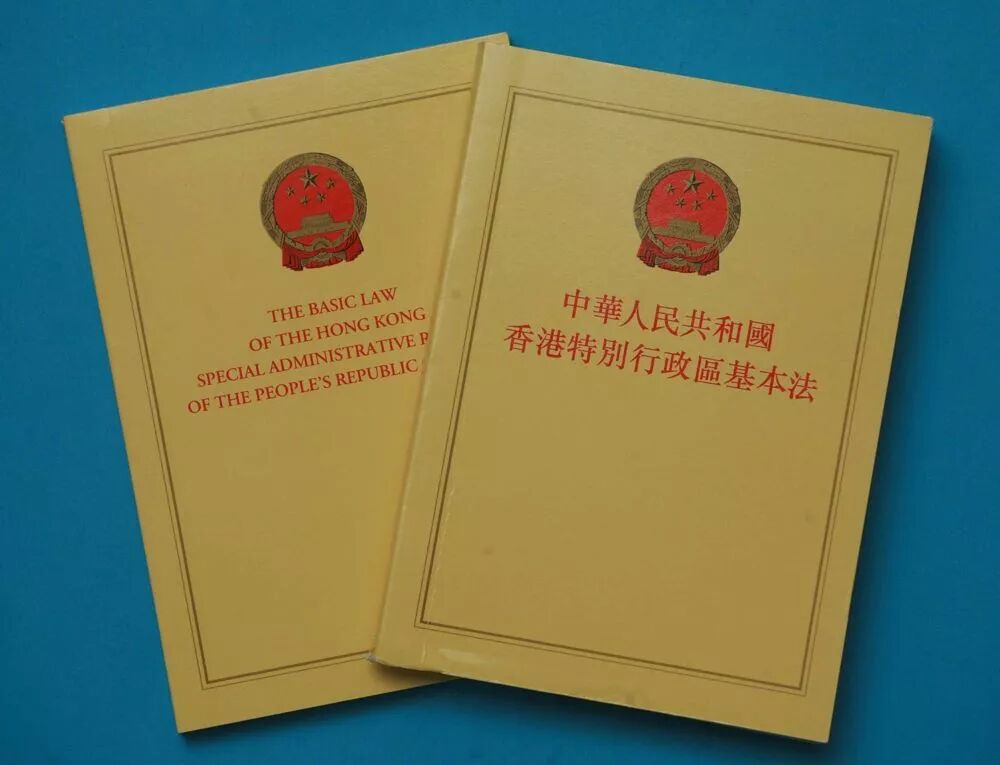 THE BASIC LAW
OF THE HONG KONG
SPECIAL ADMINISTRATIVE
OF THE PEOPLE'S REPUBLIC
中華人民共和國
香港特別行政區基本法